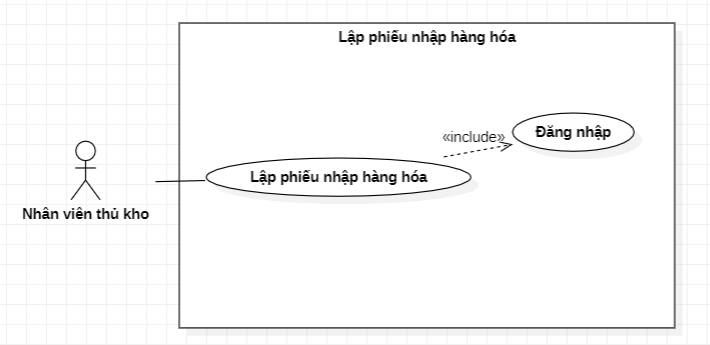 Lập phiếu nhập hàng hóa
«include»
Đăng nhập
Lập phiếu nhập hàng hóa
Nhân viên thủ kho